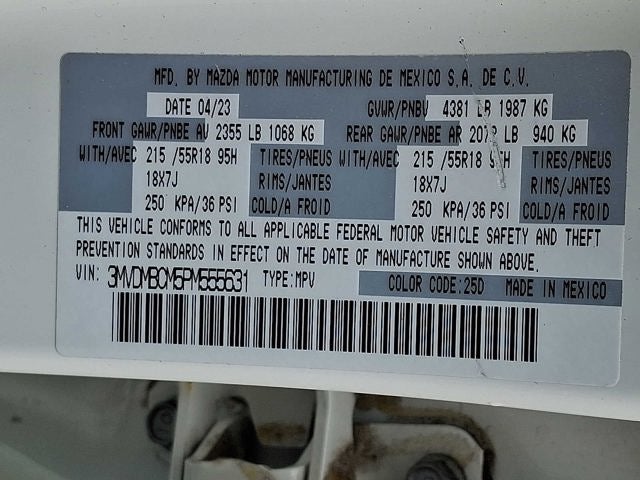 MFD. BY MAZDA MOTOR MANUFACTURING DE MEXICO S.A. DE C.V.
DATE 04/23 GVWR/PNBV 4381 LB 1987 KG
FRONT GAWR/PNBE AV 2355 LB 1068 KG REAR GAWR/PNBE AR 2072 LB 940 KG
WITH/AVEC 215 /55R18 95H TIRES/PNEUS WITH/AVEC 215 /55R18 95H TIRES/PNEUS
18X7J RIMS/JANTES 18X7J RIMS/JANTES
250 KPA/36 PSI COLD/A FROID 250 KPA/36 PSI COLD/A FROID
THIS VEHICLE CONFORMS TO ALL APPLICABLE FEDERAL MOTOR VEHICLE SAFETY AND THEFT
PREVENTION STANDARDS IN EFFECT ON THE DATE OF MANUFACTURE SHOWN ABOVE.
VIN: 3MVDMBCM5PM555631 TYPE:MPV COLOR CODE:25D MADE IN MEXICO